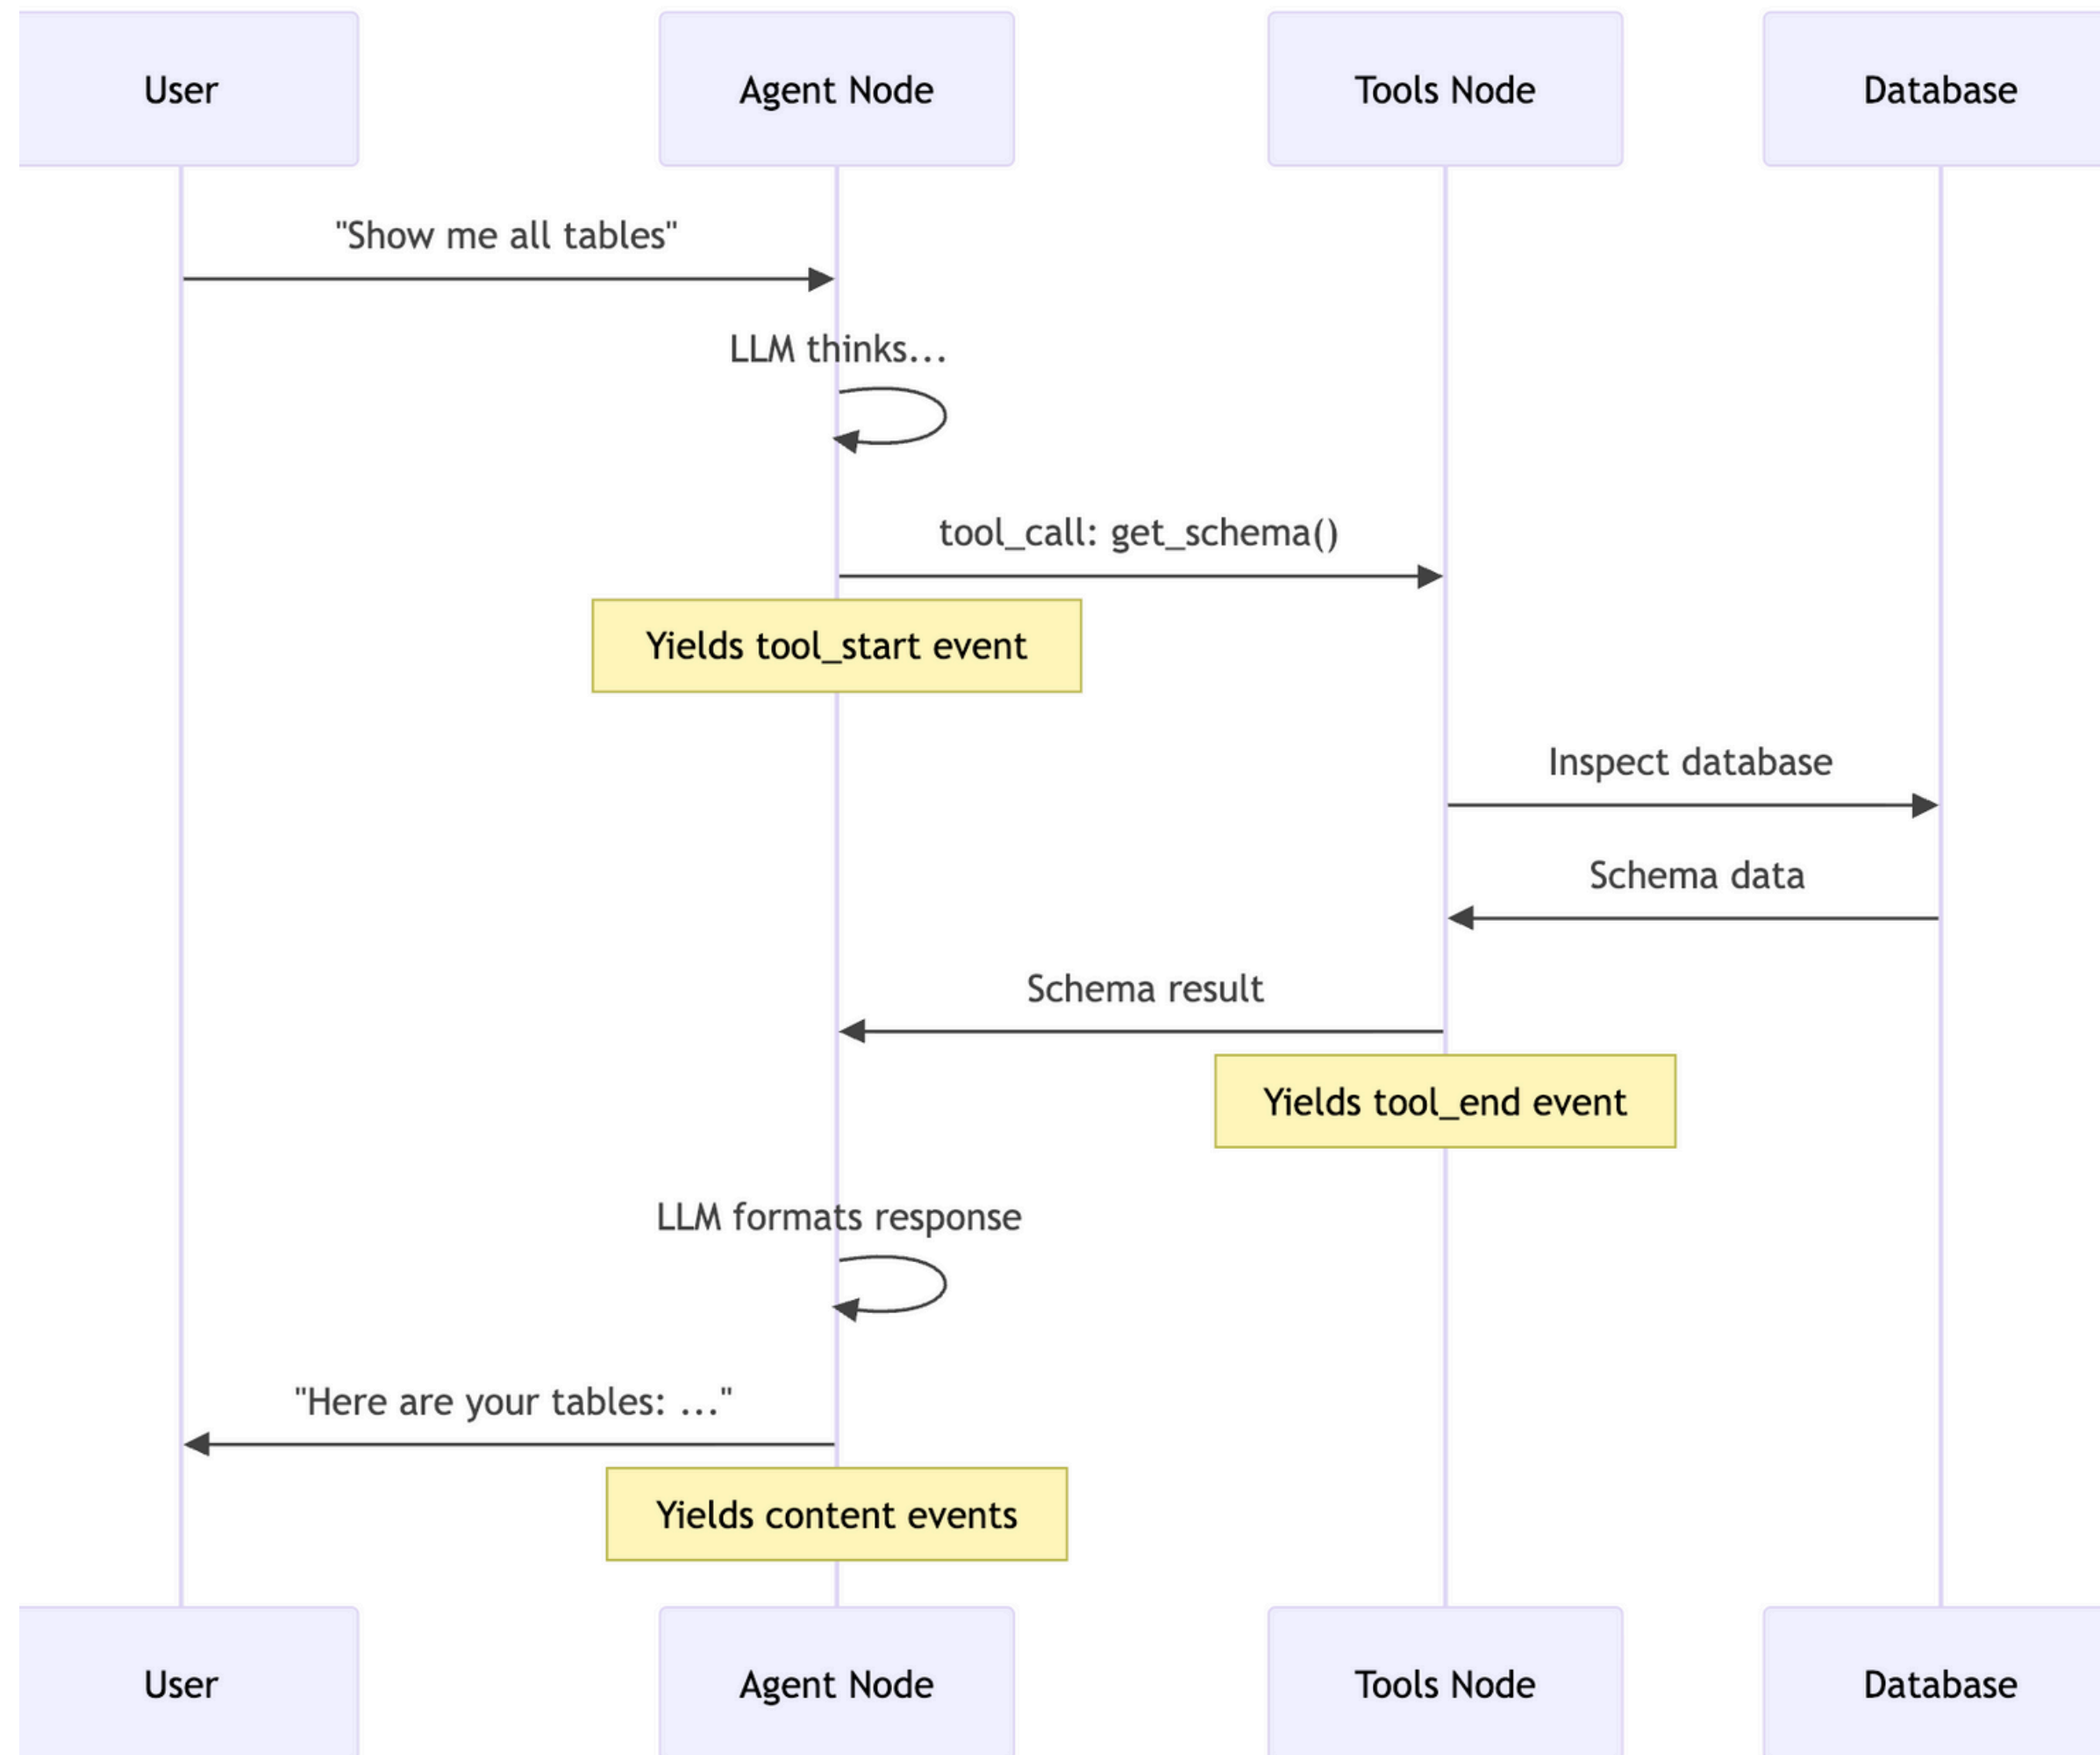 User
Agent Node
Tools Node
Database
"Show me all tables"
LLM thinks...
tool_call: get_schema()
Yields tool_start event
Inspect database
Schema data
Schema result
Yields tool_end event
LLM formats response
"Here are your tables: ..."
Yields content events
User
Agent Node
Tools Node
Database